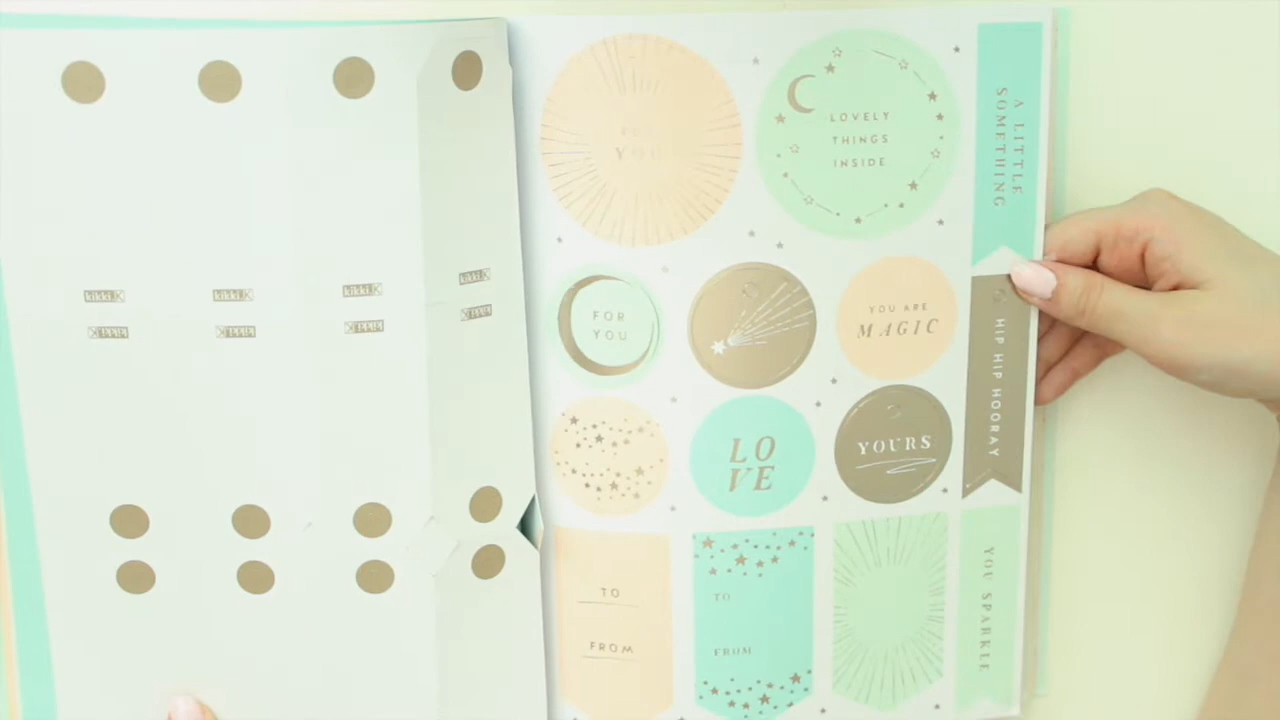 FOR
YOU
LOVELY
THINGS
INSIDE
A LITTLE
SOMETHING
FOR
YOU
YOU ARE
MAGIC
HIP HIP HOORAY
LO
VE
YOURS
TO
FROM
TO
FROM
YOU SPARKLE